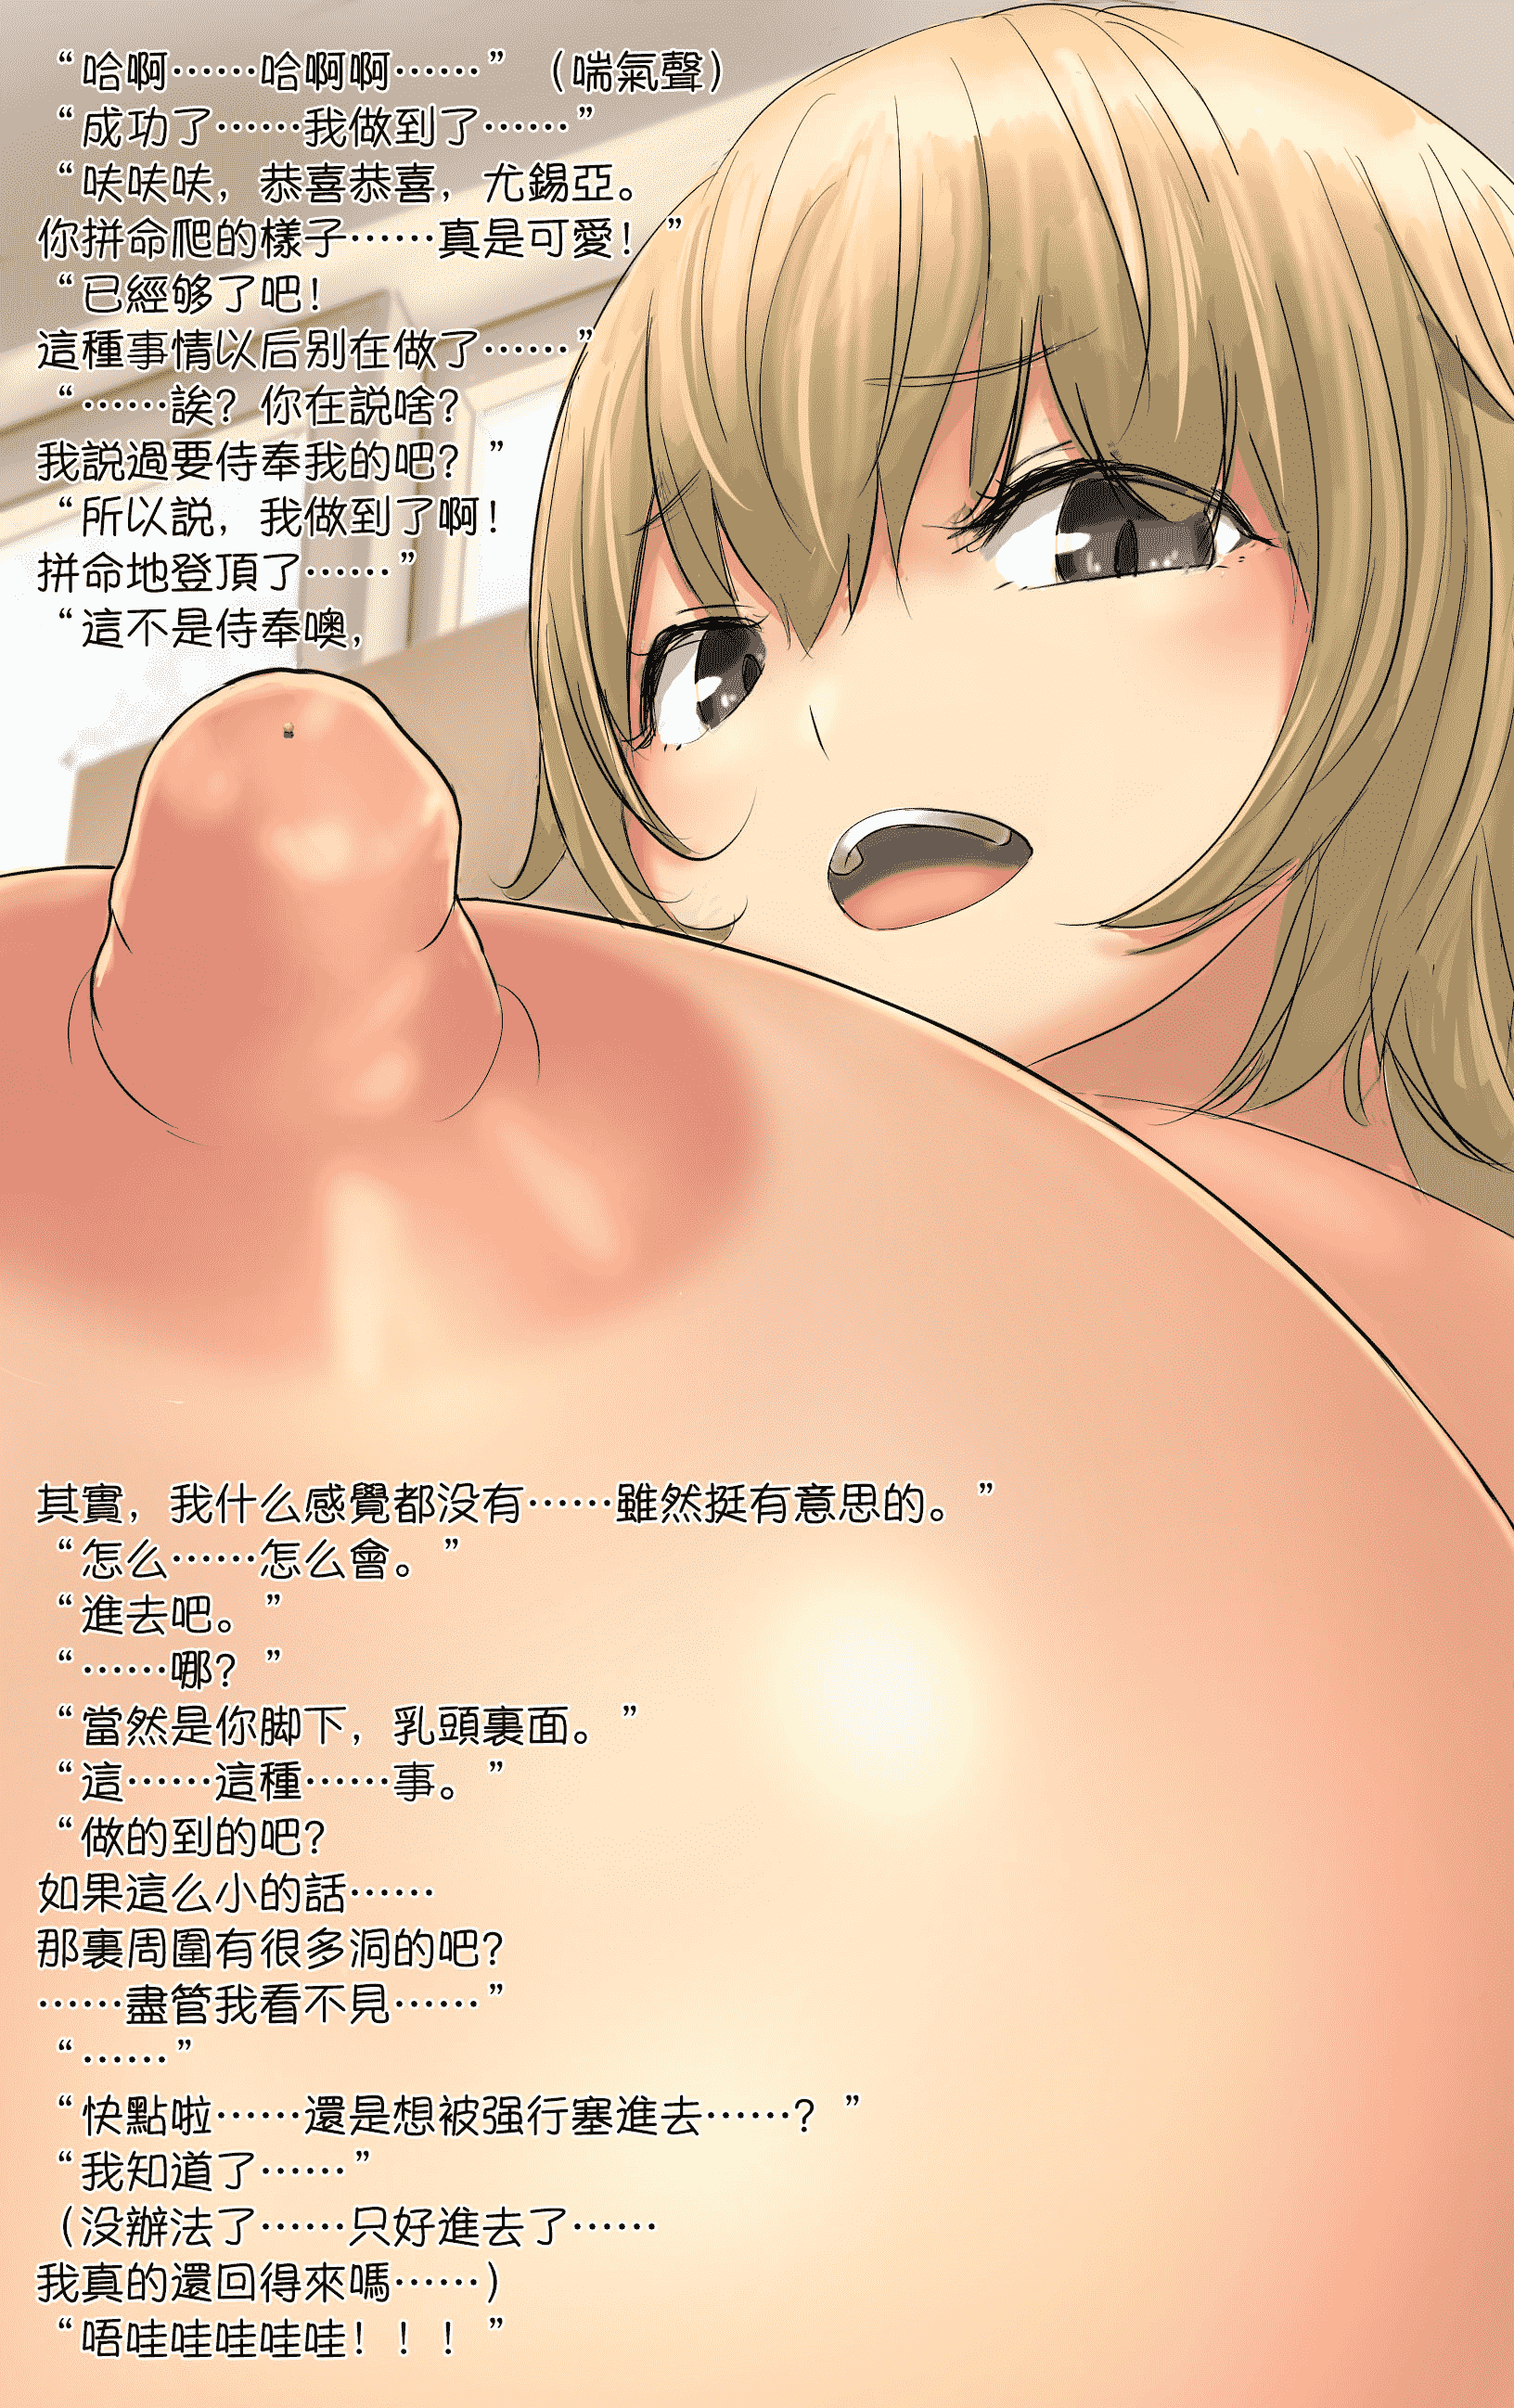 “哈啊……哈啊啊……”（喘氣聲）
“成功了……我做到了……”
“呋呋呋，恭喜恭喜，尤錫亞。
你拼命爬的樣子……真是可愛！”
“已經够了吧！
這種事情以后别在做了……”
“……誒？你在説啥？
我説過要侍奉我的吧？”
“所以説，我做到了啊！
拼命地登頂了……”
“這不是侍奉噢，
其實，我什么感覺都没有……雖然挺有意思的。”
“怎么……怎么會。”
“進去吧。”
“……哪？”
“當然是你脚下，乳頭裏面。”
“這……這種……事。”
“做的到的吧？
如果這么小的話……
那裏周圍有很多洞的吧？
……盡管我看不見……”
“……”
“快點啦……還是想被强行塞進去……？”
“我知道了……”
（没辦法了……只好進去了……
我真的還回得來嗎……）
“唔哇哇哇哇哇！！！”